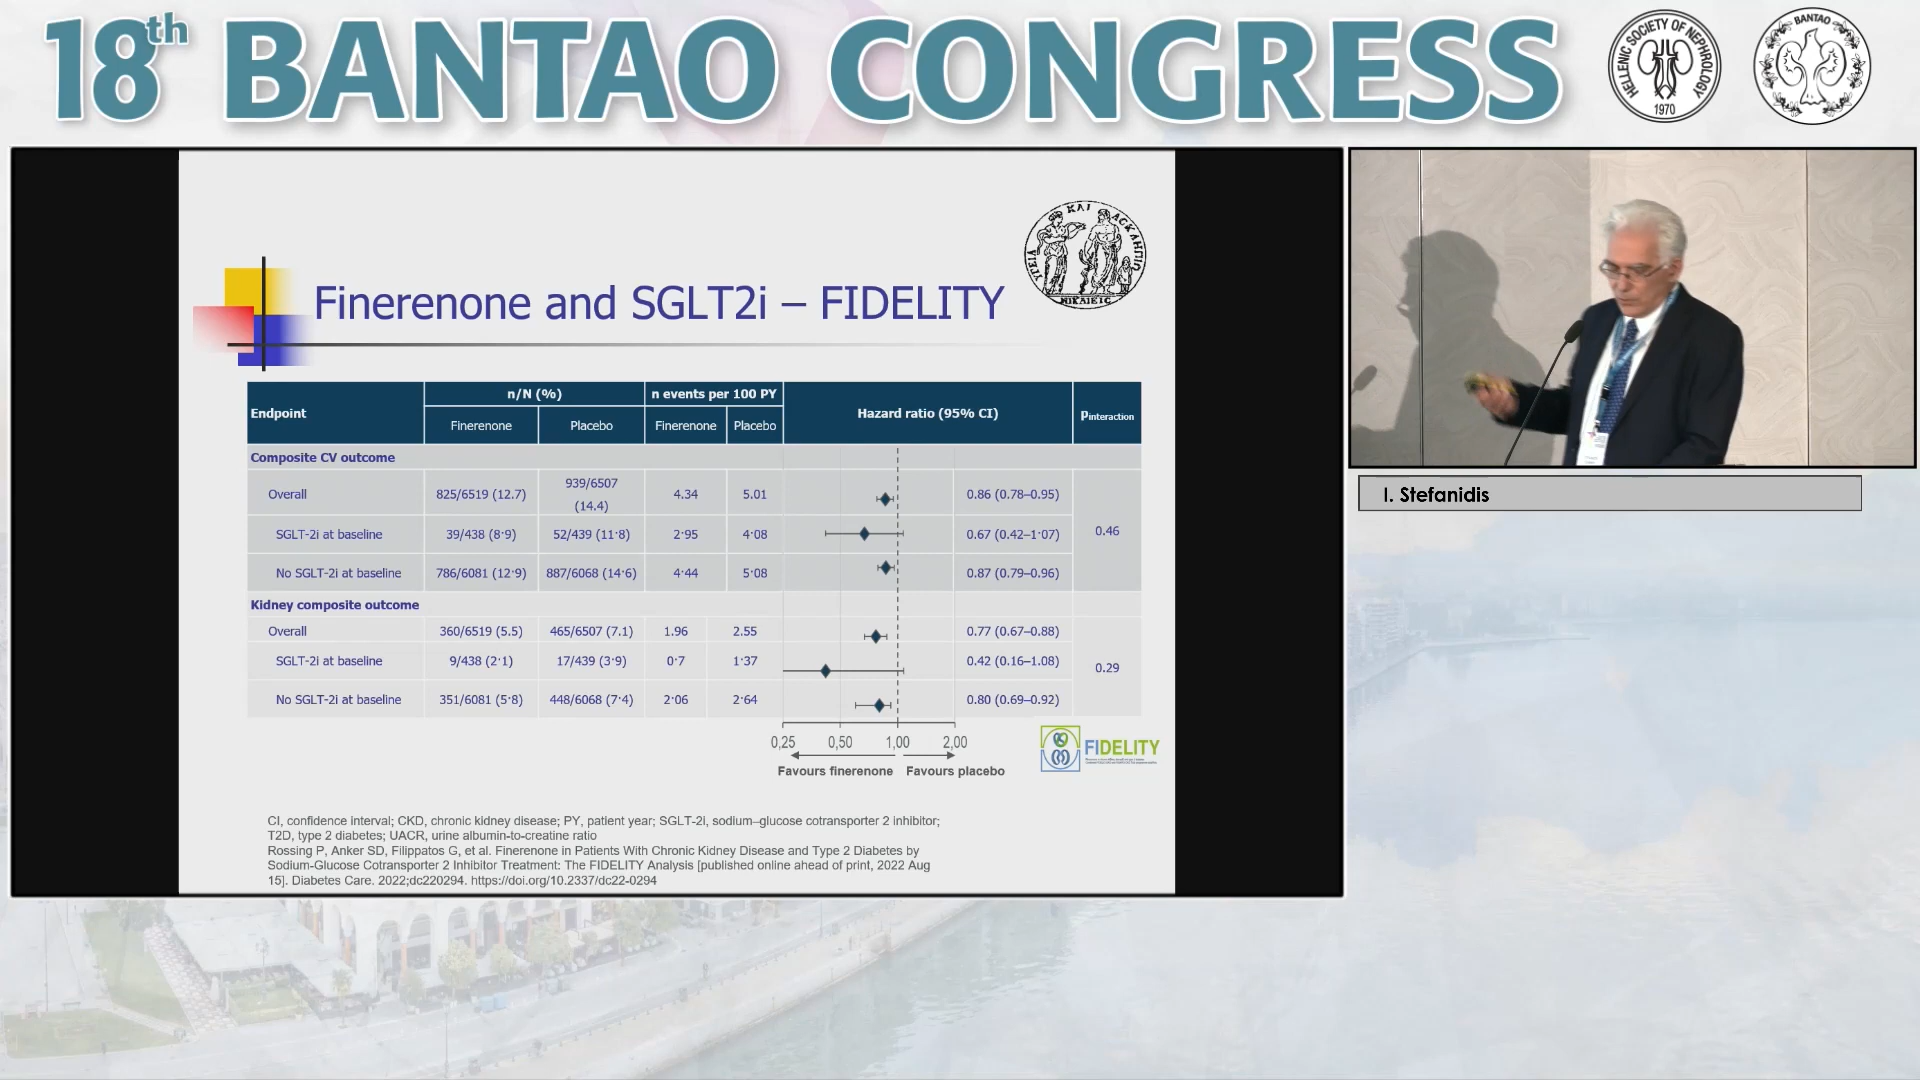 18th BANTAO CONGRESS
HELLENIC SOCIETY OF NEPHROLOGY
1970
BANTAO
ΥΓΕΙΑ ΚΑΙ ΑΣΚΛΗΠΙΩ
Finerenone and SGLT2i – FIDELITY
Endpoint n/N (%) n events per 100 PY Hazard ratio (95% CI) pinteraction
Finerenone Placebo Finerenone Placebo
Composite CV outcome
Overall 825/6519 (12.7) 939/6507 (14.4) 4.34 5.01 0.86 (0.78–0.95)
SGLT-2i at baseline 39/438 (8·9) 52/439 (11·8) 2·95 4·08 0.67 (0.42–1·07) 0.46
No SGLT-2i at baseline 786/6081 (12·9) 887/6068 (14·6) 4·44 5·08 0.87 (0.79–0.96)
Kidney composite outcome
Overall 360/6519 (5.5) 465/6507 (7.1) 1.96 2.55 0.77 (0.67–0.88)
SGLT-2i at baseline 9/438 (2·1) 17/439 (3·9) 0·7 1·37 0.42 (0.16–1.08) 0.29
No SGLT-2i at baseline 351/6081 (5·8) 448/6068 (7·4) 2·06 2·64 0.80 (0.69–0.92)
0,25 0,50 1,00 2,00
Favours finerenone Favours placebo
FIDELITY
CI, confidence interval; CKD, chronic kidney disease; PY, patient year; SGLT-2i, sodium–glucose cotransporter 2 inhibitor;
T2D, type 2 diabetes; UACR, urine albumin-to-creatine ratio
Rossing P, Anker SD, Filippatos G, et al. Finerenone in Patients With Chronic Kidney Disease and Type 2 Diabetes by
Sodium-Glucose Cotransporter 2 Inhibitor Treatment: The FIDELITY Analysis [published online ahead of print, 2022 Aug
15]. Diabetes Care. 2022;dc220294. https://doi.org/10.2337/dc22-0294
I. Stefanidis